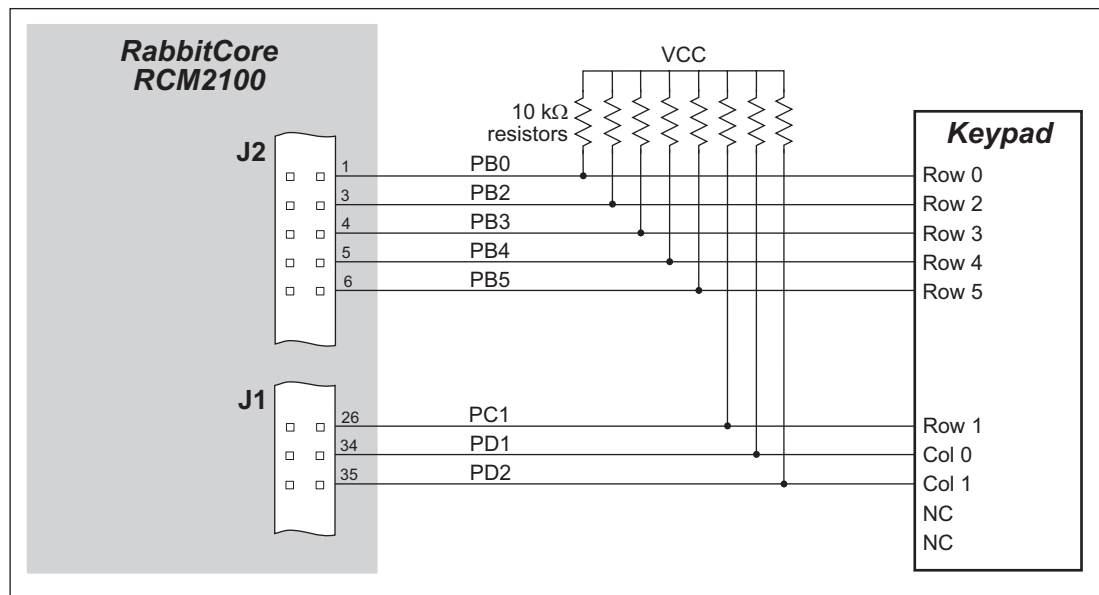 RabbitCore
RCM2100
VCC
10 kΩ
resistors
Keypad
J2
1
PB0
Row 0
3
PB2
Row 2
4
PB3
Row 3
5
PB4
Row 4
6
PB5
Row 5
J1
26
PC1
Row 1
34
PD1
Col 0
35
PD2
Col 1
NC
NC